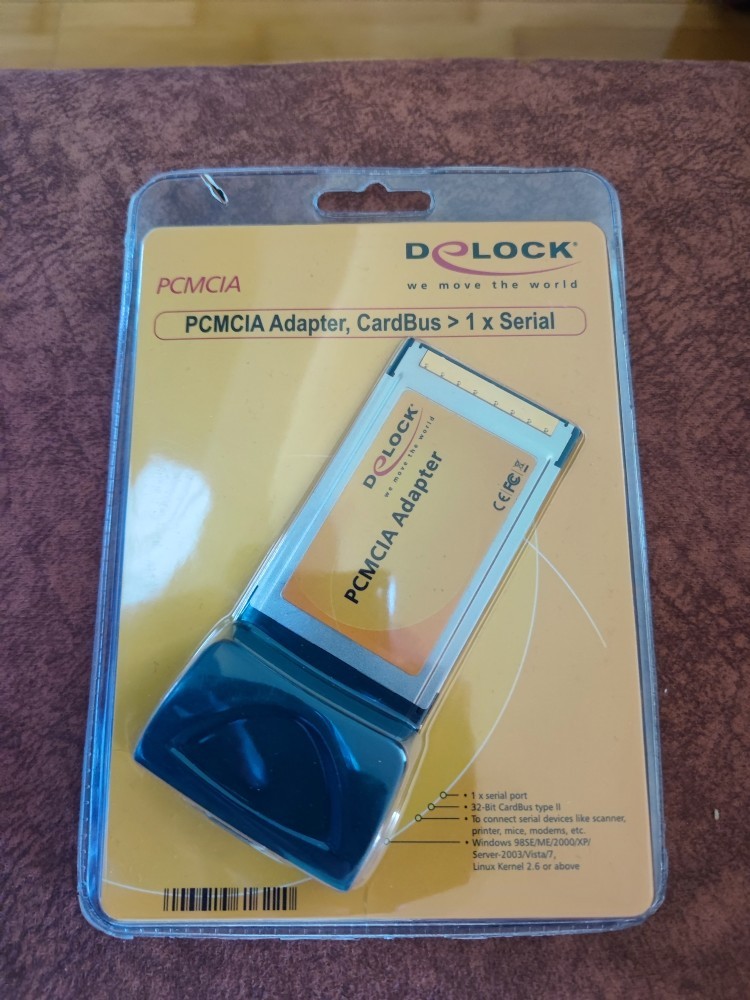 DeLOCK®
we move the world
PCMCIA
PCMCIA Adapter, CardBus > 1 x Serial
DeLOCK®
we move the world
PCMCIA Adapter
CE FC
• 1 x serial port
• 32-Bit CardBus type II
• To connect serial devices like scanner,
printer, mice, modems, etc.
• Windows 98SE/ME/2000/XP/
Server-2003/Vista/7,
Linux Kernel 2.6 or above